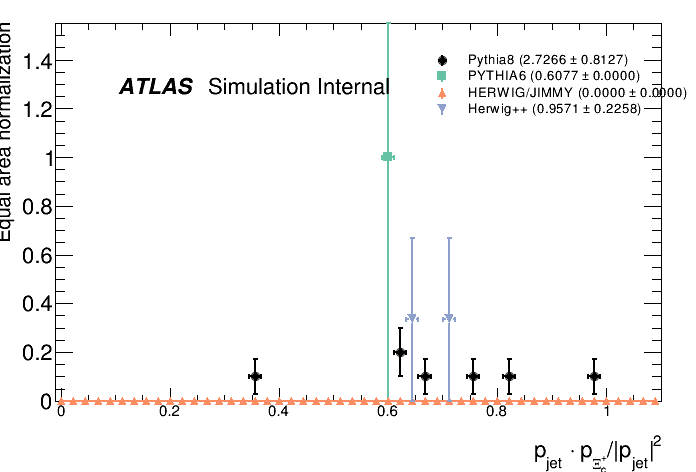 Equal area normalization
ATLAS Simulation Internal
Pythia8 (2.7266 ± 0.8127)
PYTHIA6 (0.6077 ± 0.0000)
HERWIG/JIMMY (0.0000 ± 0.0000)
Herwig++ (0.9571 ± 0.2258)
1.4
1.2
1
0.8
0.6
0.4
0.2
0
0 0.2 0.4 0.6 0.8 1
p_jet · p_Ξ_c^+/|p_jet|^2